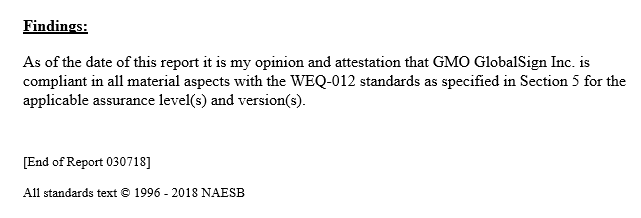 Findings:
As of the date of this report it is my opinion and attestation that GMO GlobalSign Inc. is
compliant in all material aspects with the WEQ-012 standards as specified in Section 5 for the
applicable assurance level(s) and version(s).
[End of Report 030718]
All standards text © 1996 - 2018 NAESB